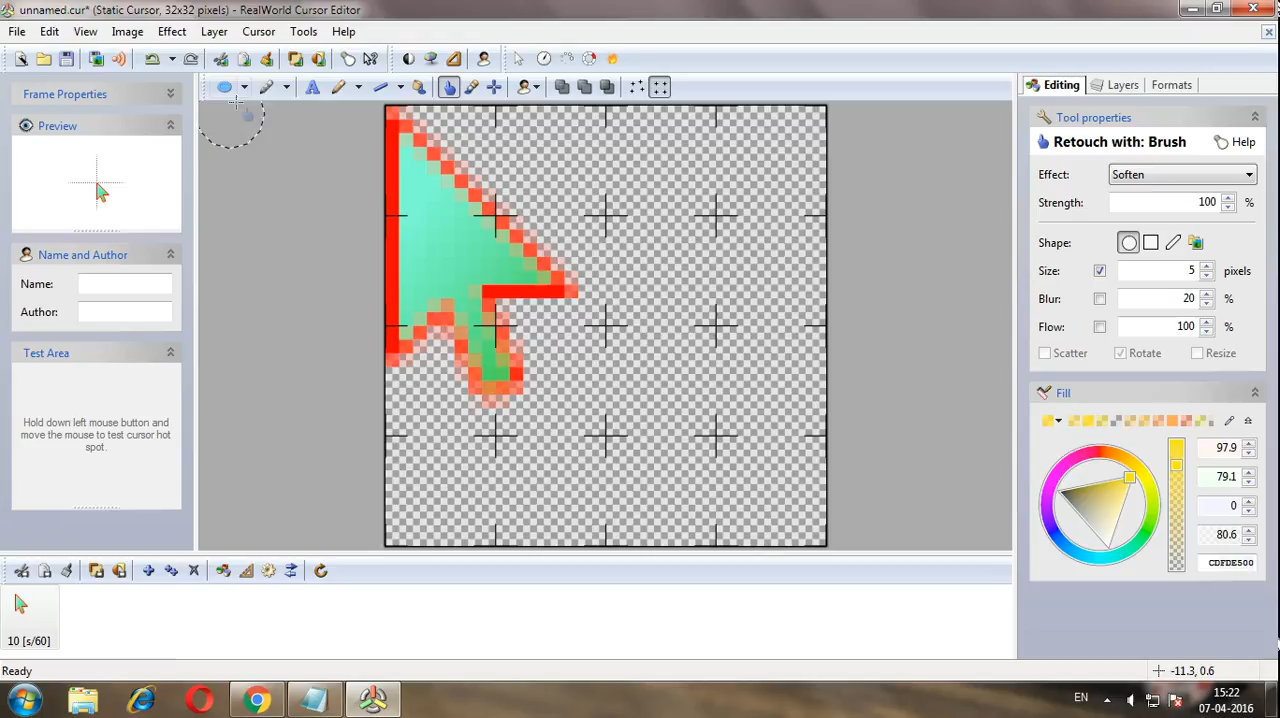 unnamed.cur* (Static Cursor, 32x32 pixels) - RealWorld Cursor Editor
File Edit View Image Effect Layer Cursor Tools Help
Frame Properties
Preview
Name and Author
Name:
Author:
Test Area
Hold down left mouse button and
move the mouse to test cursor hot
spot.
Editing Layers Formats
Tool properties
Retouch with: Brush Help
Effect: Soften
Strength: 100 %
Shape:
Size: 5 pixels
Blur: 20 %
Flow: 100 %
Scatter Rotate Resize
Fill
97.9
79.1
0
80.6
CDFDE500
10 [s/60]
Ready
-11.3, 0.6
EN
15:22
07-04-2016